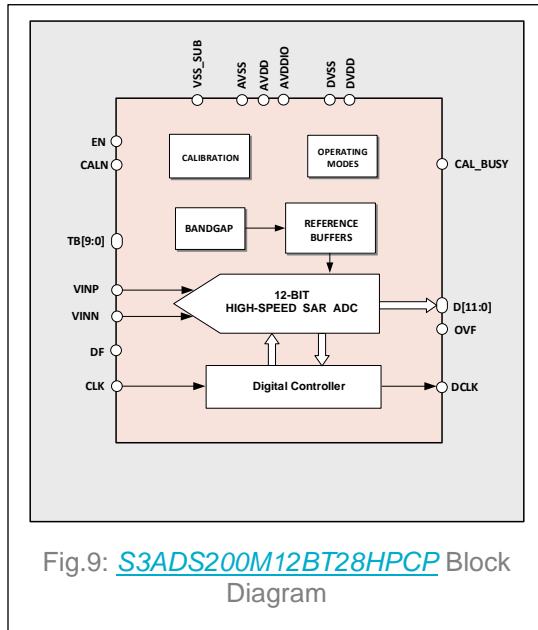 VSS_SUB
AVSS
AVDD
AVDDIO
DVSS
DVDD
EN
CALN
CALIBRATION
OPERATING
MODES
CAL_BUSY
BANDGAP
REFERENCE
BUFFERS
TB[9:0]
VINP
VINN
12-BIT
HIGH-SPEED SAR ADC
D[11:0]
OVF
DF
CLK
Digital Controller
DCLK
Fig.9: S3ADS200M12BT28HPCP Block
Diagram